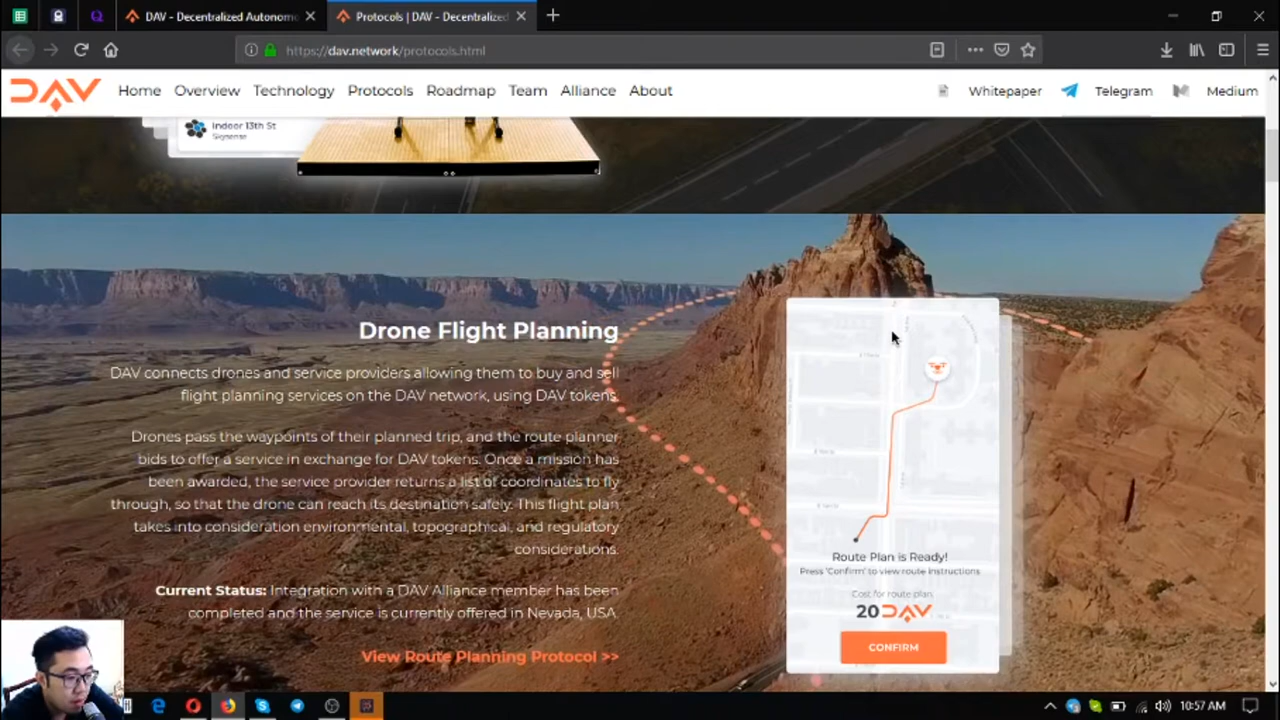 DAV - Decentralized Autonomo
Protocols | DAV - Decentralized
https://dav.network/protocols.html
DAV
Home
Overview
Technology
Protocols
Roadmap
Team
Alliance
About
Whitepaper
Telegram
Medium
Indoor 13th St
Skysense
Drone Flight Planning
DAV connects drones and service providers allowing them to buy and sell
flight planning services on the DAV network, using DAV tokens.
Drones pass the waypoints of their planned trip, and the route planner
bids to offer a service in exchange for DAV tokens. Once a mission has
been awarded, the service provider returns a list of coordinates to fly
through, so that the drone can reach its destination safely. This flight plan
takes into consideration environmental, topographical, and regulatory
considerations.
Current Status: Integration with a DAV Alliance member has been
completed and the service is currently offered in Nevada, USA.
View Route Planning Protocol >>
Route Plan is Ready!
Press 'Confirm' to view route instructions
Cost for route plan:
20 DAV
CONFIRM
10:57 AM